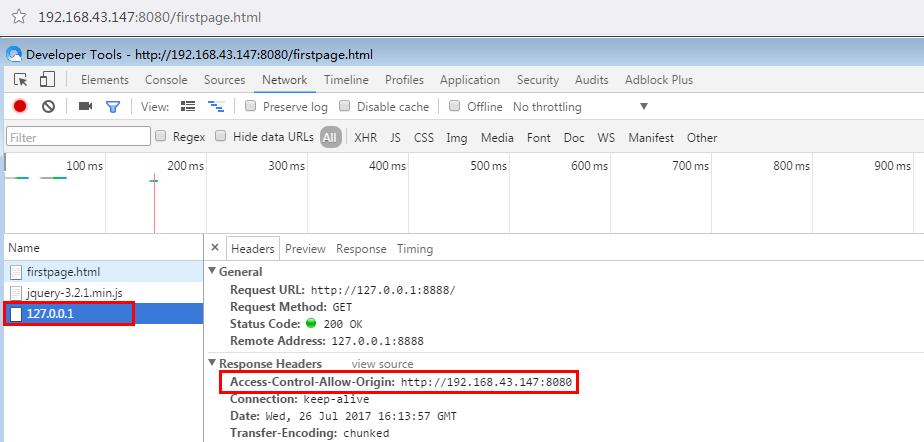 192.168.43.147:8080/firstpage.html
Developer Tools - http://192.168.43.147:8080/firstpage.html
Elements Console Sources Network Timeline Profiles Application Security Audits Adblock Plus
View: Preserve log Disable cache Offline No throttling
Filter Regex Hide data URLs All XHR JS CSS Img Media Font Doc WS Manifest Other
100 ms 200 ms 300 ms 400 ms 500 ms 600 ms 700 ms 800 ms 900 ms
Name
firstpage.html
jquery-3.2.1.min.js
127.0.0.1
× Headers Preview Response Timing
General
Request URL: http://127.0.0.1:8888/
Request Method: GET
Status Code: 200 OK
Remote Address: 127.0.0.1:8888
Response Headers view source
Access-Control-Allow-Origin: http://192.168.43.147:8080
Connection: keep-alive
Date: Wed, 26 Jul 2017 16:13:57 GMT
Transfer-Encoding: chunked